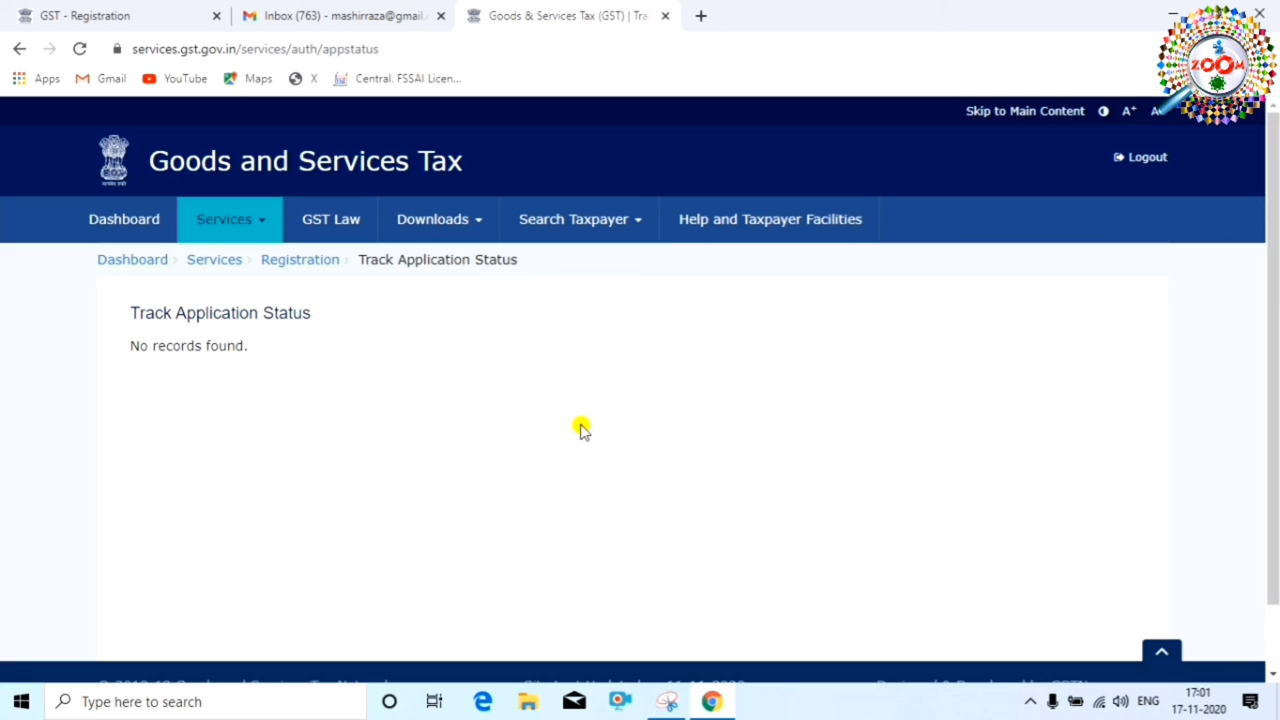 GST - Registration
Inbox (763) - mashirraza@gmail.c
Goods & Services Tax (GST) | Tra
services.gst.gov.in/services/auth/appstatus
Apps Gmail YouTube Maps X Central. FSSAI Licen...
ZOOM
Skip to Main Content A+
Goods and Services Tax
Logout
Dashboard Services GST Law Downloads Search Taxpayer Help and Taxpayer Facilities
Dashboard Services Registration Track Application Status
Track Application Status
No records found.
Type here to search
ENG
17:01
17-11-2020